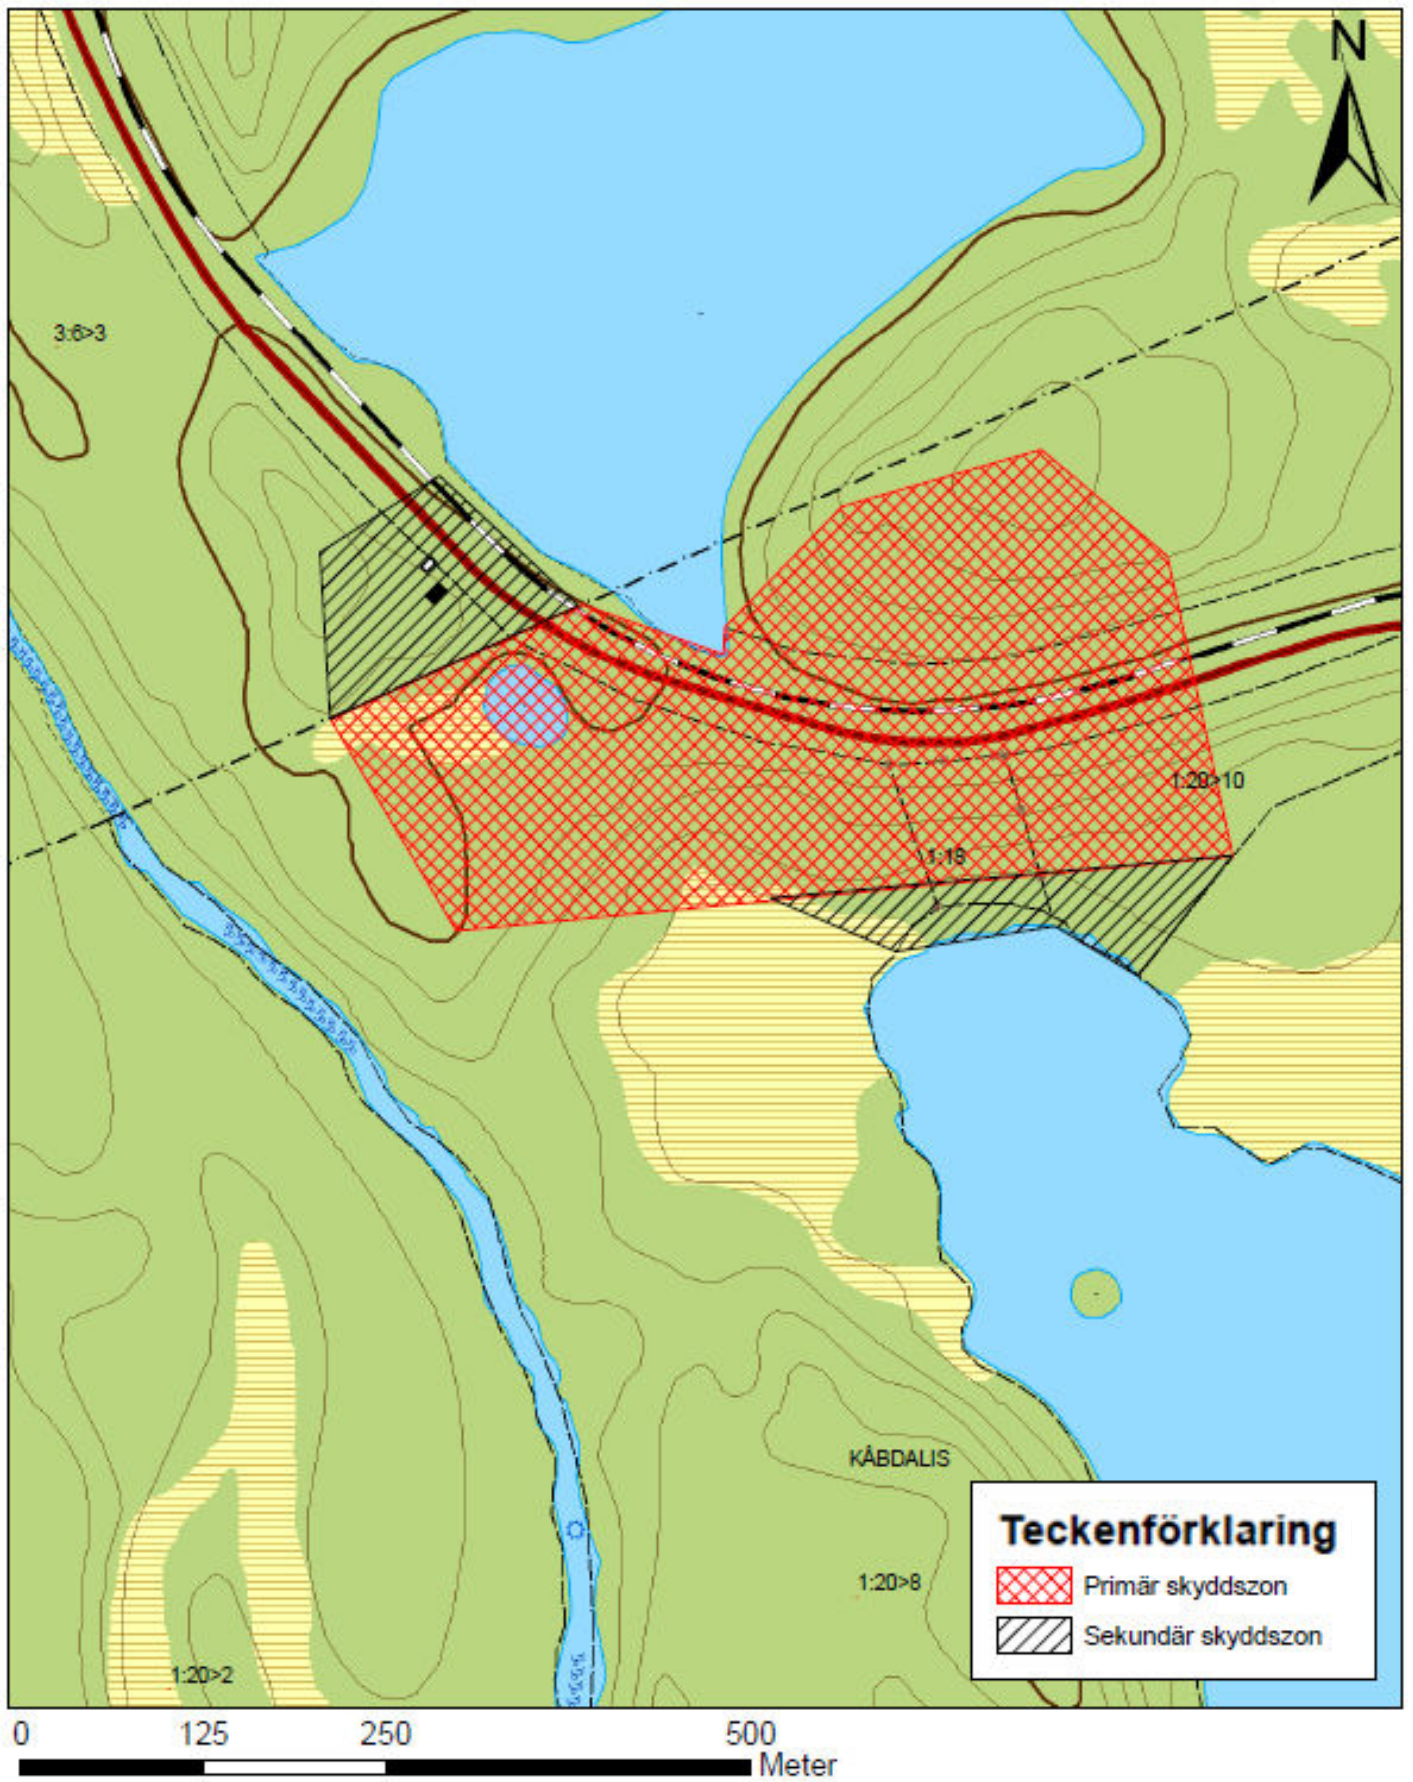 N
3:6>3
1:20>10
1:19
KÅBDALIS
1:20>8
1:20>2
Teckenförklaring
Primär skyddszon
Sekundär skyddszon
0 125 250 500
Meter